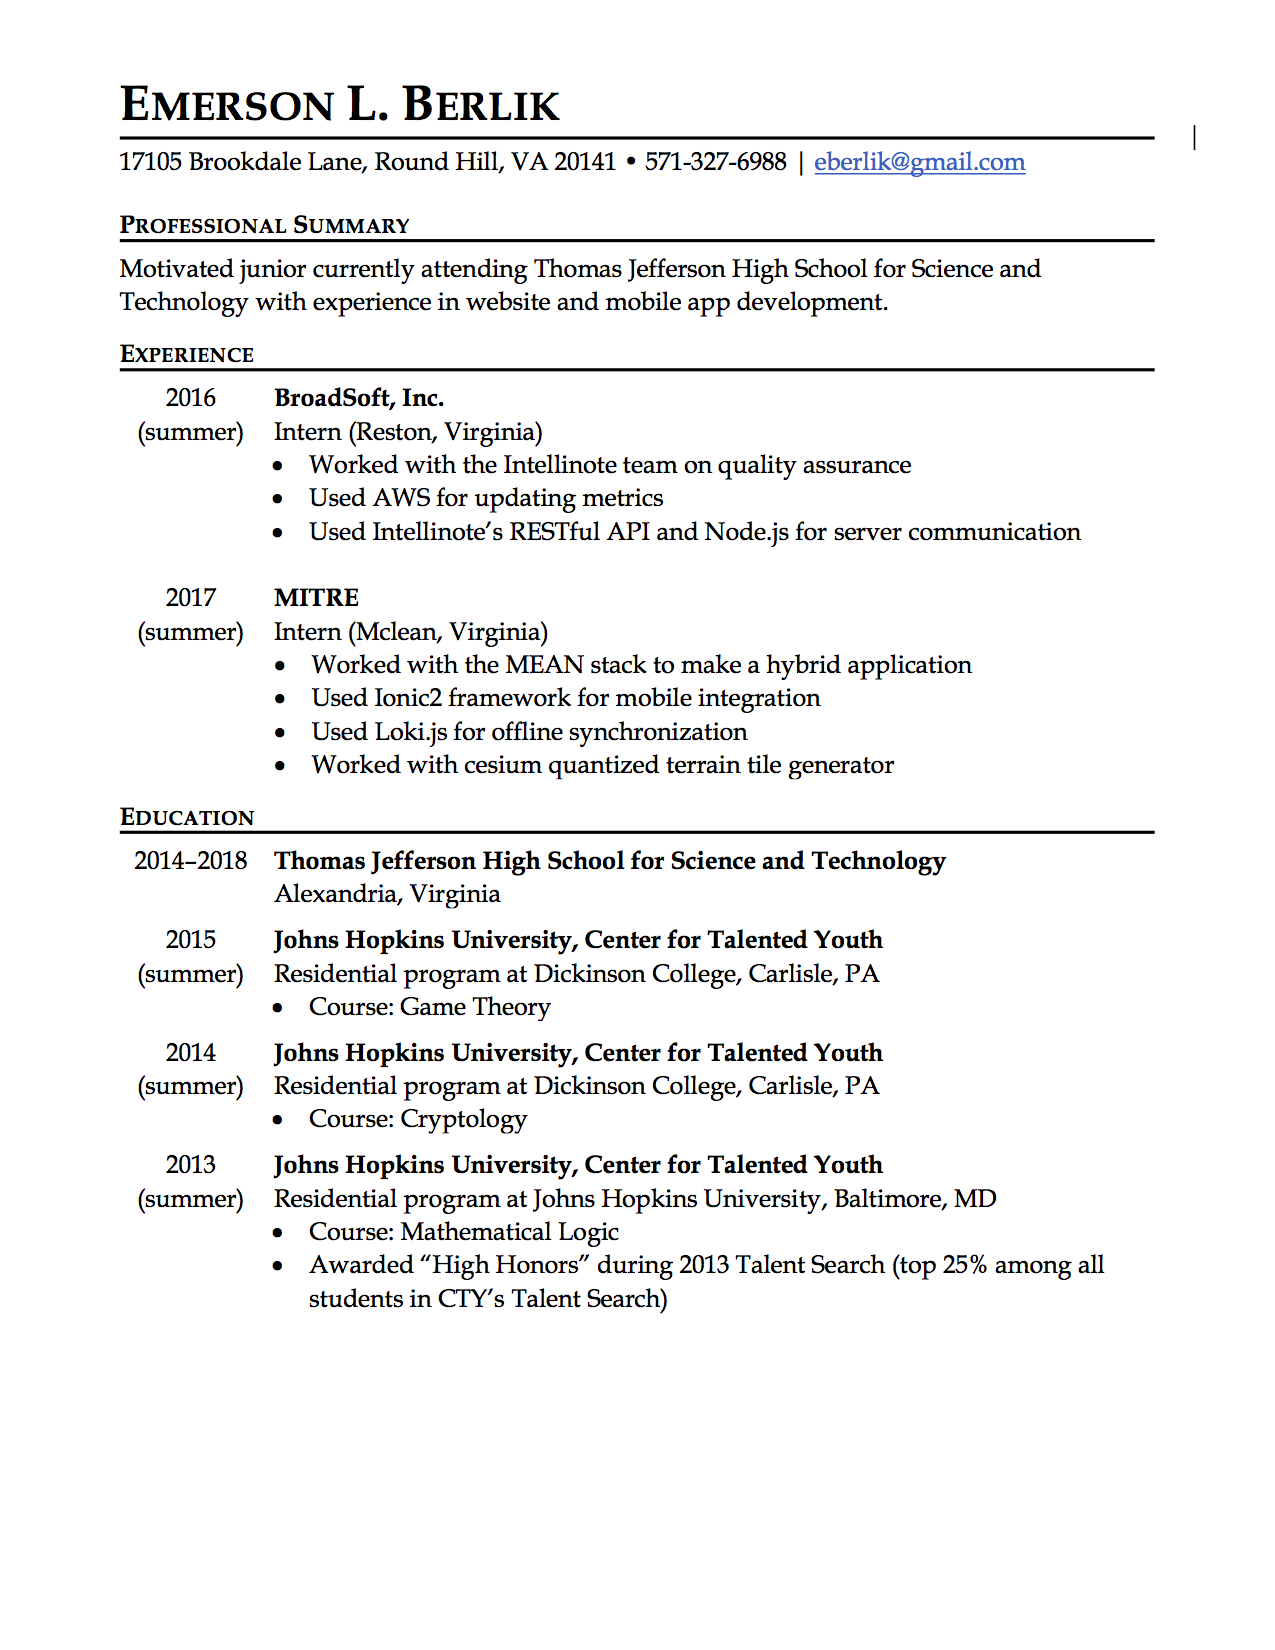 EMERSON L. BERLIK
17105 Brookdale Lane, Round Hill, VA 20141 • 571-327-6988 | eberlik@gmail.com
PROFESSIONAL SUMMARY
Motivated junior currently attending Thomas Jefferson High School for Science and
Technology with experience in website and mobile app development.
EXPERIENCE
2016 BroadSoft, Inc.
(summer) Intern (Reston, Virginia)
• Worked with the Intellinote team on quality assurance
• Used AWS for updating metrics
• Used Intellinote’s RESTful API and Node.js for server communication
2017 MITRE
(summer) Intern (Mclean, Virginia)
• Worked with the MEAN stack to make a hybrid application
• Used Ionic2 framework for mobile integration
• Used Loki.js for offline synchronization
• Worked with cesium quantized terrain tile generator
EDUCATION
2014–2018 Thomas Jefferson High School for Science and Technology
Alexandria, Virginia
2015 Johns Hopkins University, Center for Talented Youth
(summer) Residential program at Dickinson College, Carlisle, PA
• Course: Game Theory
2014 Johns Hopkins University, Center for Talented Youth
(summer) Residential program at Dickinson College, Carlisle, PA
• Course: Cryptology
2013 Johns Hopkins University, Center for Talented Youth
(summer) Residential program at Johns Hopkins University, Baltimore, MD
• Course: Mathematical Logic
• Awarded “High Honors” during 2013 Talent Search (top 25% among all
students in CTY’s Talent Search)